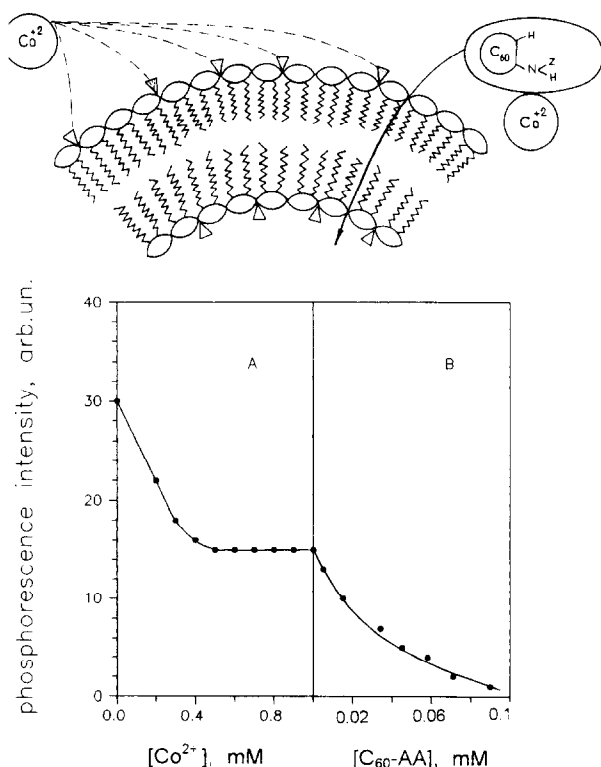 Co+2
C60
H
N
Z
H
Co+2
phosphorescence intensity, arb.un.
40
30
20
10
0
A
B
0.0 0.4 0.8 0.02 0.06 0.1
[Co2+], mM [C60-AA], mM